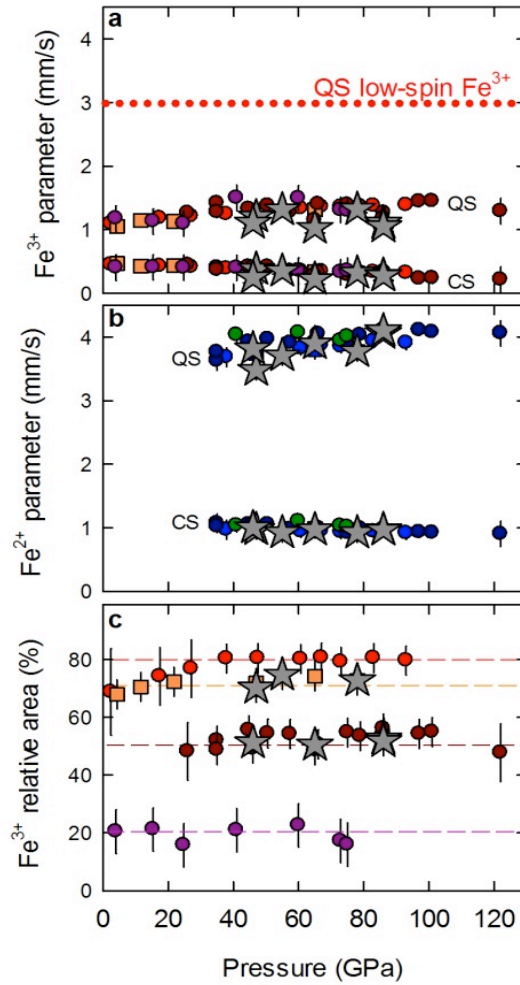 a
QS low-spin Fe³⁺
Fe³⁺ parameter (mm/s)
4
3
2
1
0
QS
CS
b
Fe²⁺ parameter (mm/s)
4
3
2
1
0
QS
CS
c
Fe³⁺ relative area (%)
80
60
40
20
0
0 20 40 60 80 100 120
Pressure (GPa)